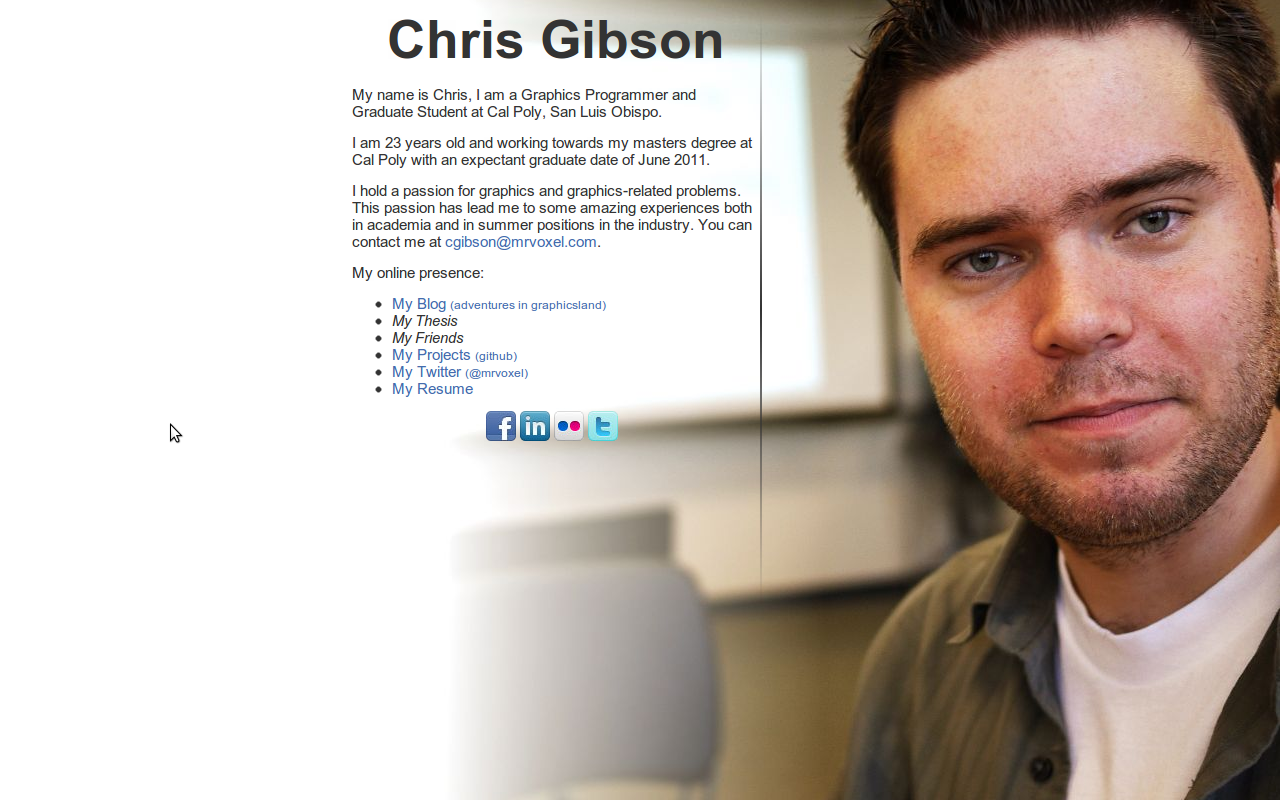 Chris Gibson
My name is Chris, I am a Graphics Programmer and
Graduate Student at Cal Poly, San Luis Obispo.
I am 23 years old and working towards my masters degree at
Cal Poly with an expectant graduate date of June 2011.
I hold a passion for graphics and graphics-related problems.
This passion has lead me to some amazing experiences both
in academia and in summer positions in the industry. You can
contact me at cgibson@mrvoxel.com.
My online presence:
My Blog (adventures in graphicsland)
My Thesis
My Friends
My Projects (github)
My Twitter (@mrvoxel)
My Resume
f in t